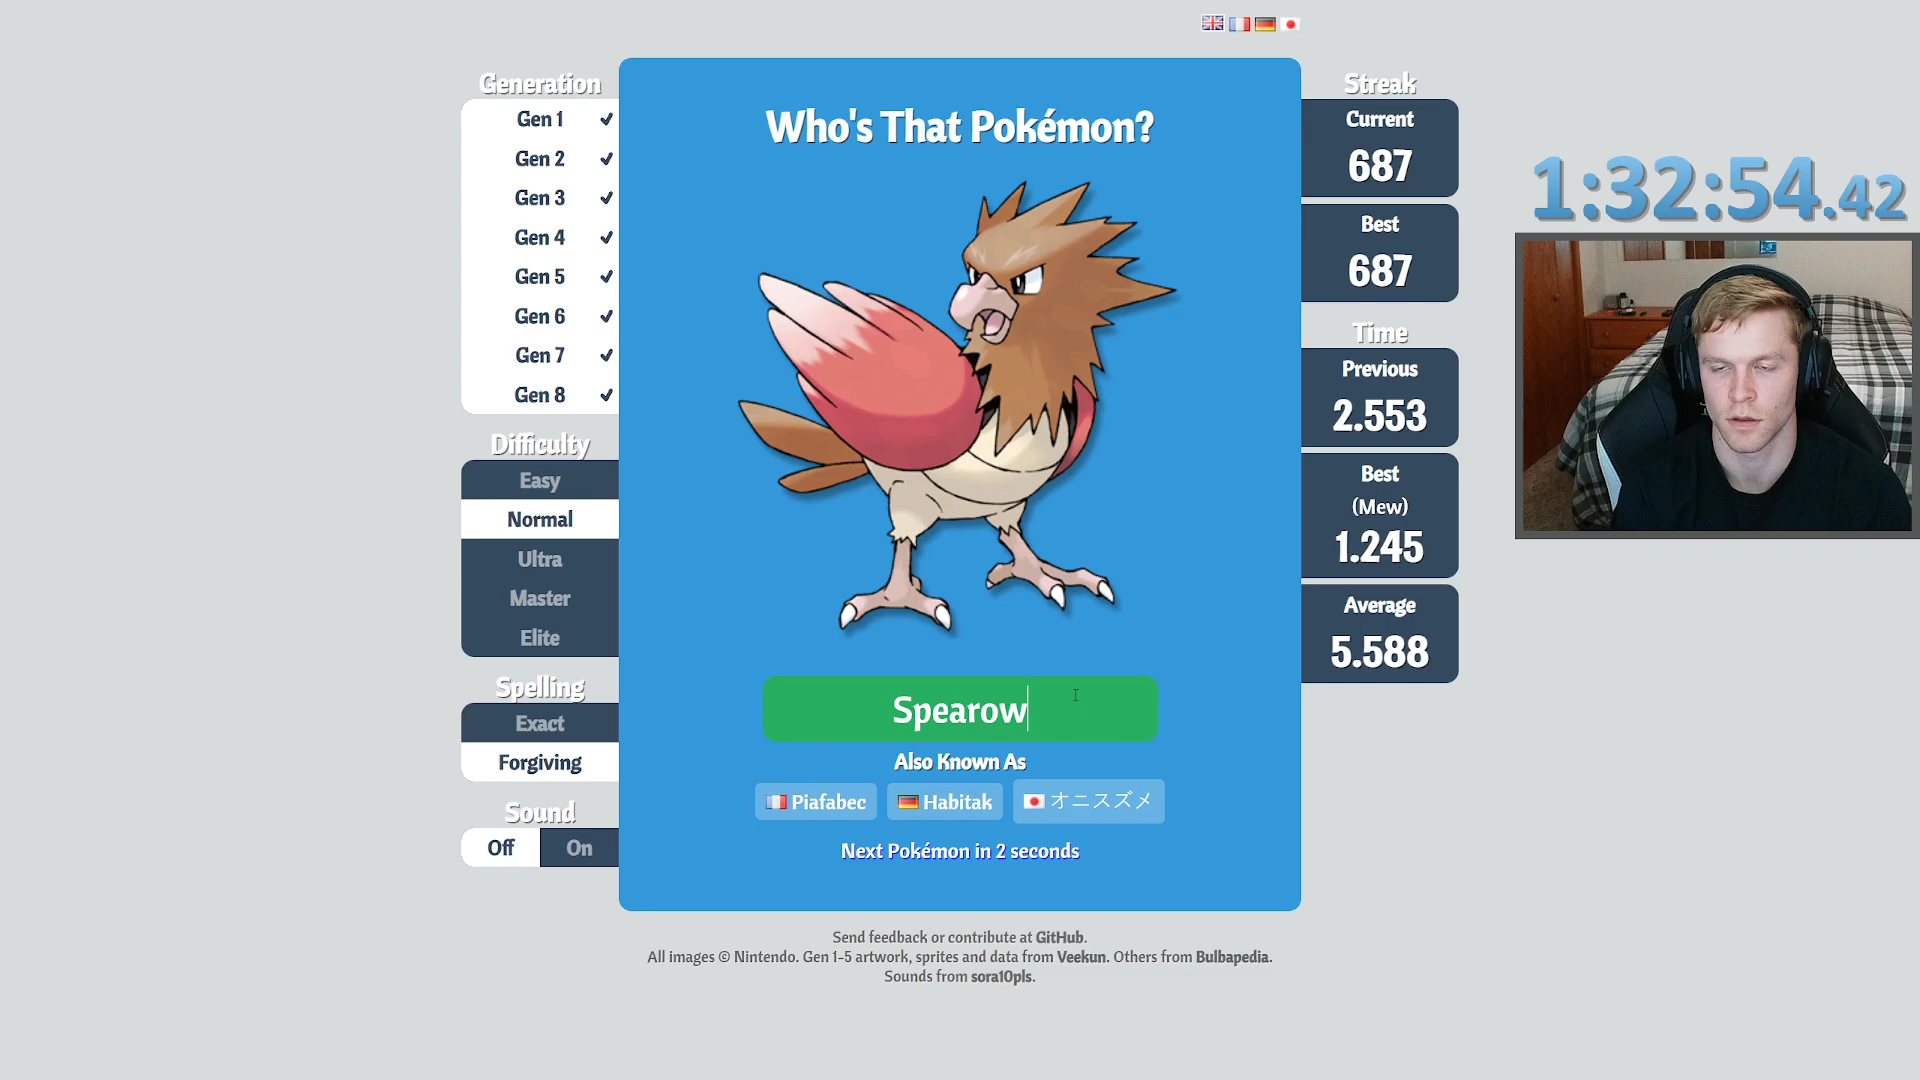 Generation
Gen 1
Gen 2
Gen 3
Gen 4
Gen 5
Gen 6
Gen 7
Gen 8
Difficulty
Easy
Normal
Ultra
Master
Elite
Spelling
Exact
Forgiving
Sound
Off On
Who's That Pokémon?
Spearow
Also Known As
Piafabec Habitak オニスズメ
Next Pokémon in 2 seconds
Streak
Current
687
Best
687
Time
Previous
2.553
Best
(Mew)
1.245
Average
5.588
1:32:54.42
Send feedback or contribute at GitHub.
All images © Nintendo. Gen 1-5 artwork, sprites and data from Veekun. Others from Bulbapedia.
Sounds from sora10pls.